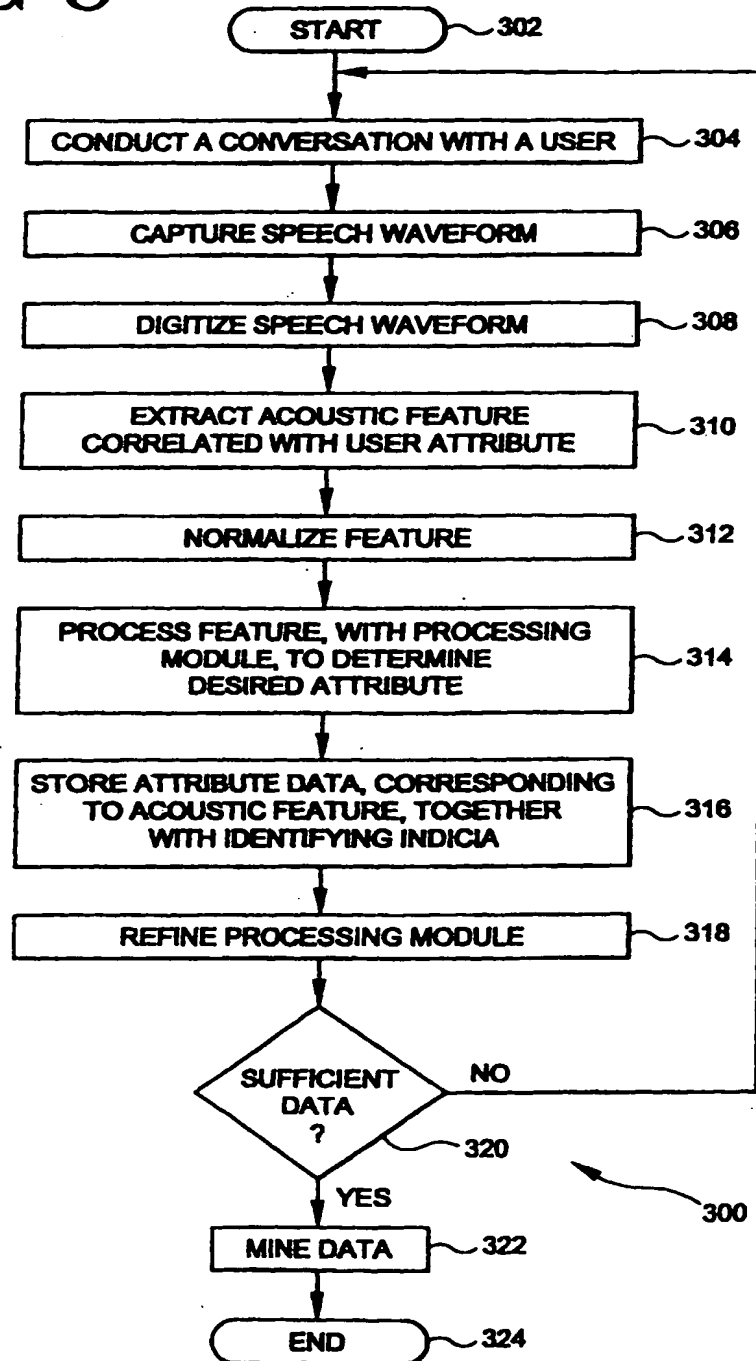 START
302
CONDUCT A CONVERSATION WITH A USER
304
CAPTURE SPEECH WAVEFORM
306
DIGITIZE SPEECH WAVEFORM
308
EXTRACT ACOUSTIC FEATURE
CORRELATED WITH USER ATTRIBUTE
310
NORMALIZE FEATURE
312
PROCESS FEATURE, WITH PROCESSING
MODULE, TO DETERMINE
DESIRED ATTRIBUTE
314
STORE ATTRIBUTE DATA, CORRESPONDING
TO ACOUSTIC FEATURE, TOGETHER
WITH IDENTIFYING INDICIA
316
REFINE PROCESSING MODULE
318
SUFFICIENT
DATA
?
NO
320
YES
300
MINE DATA
322
END
324